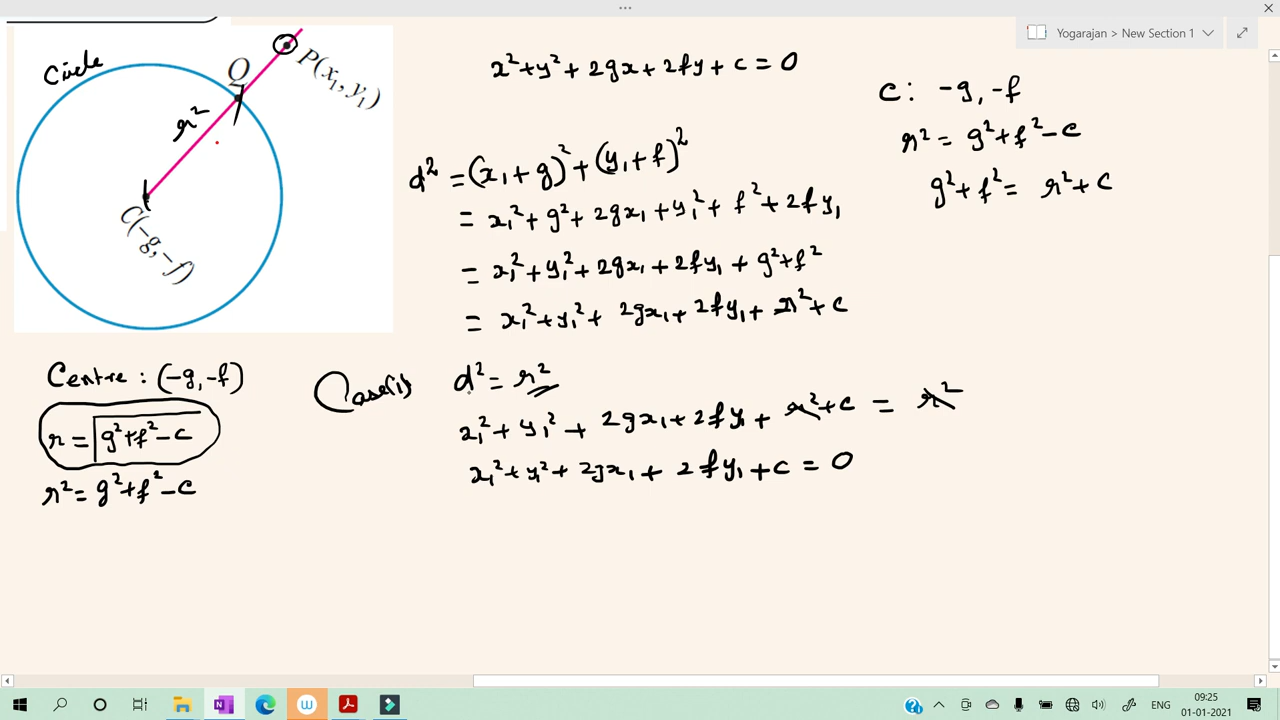 Yogarajan > New Section 1
Circle
Q
P(x₁, y₁)
r²
C(-g, -f)
x² + y² + 2gx + 2fy + c = 0
C: -g, -f
r² = g² + f² - c
g² + f² = r² + c
d² = (x₁ + g)² + (y₁ + f)²
= x₁² + g² + 2gx₁ + y₁² + f² + 2fy₁
= x₁² + y₁² + 2gx₁ + 2fy₁ + g² + f²
= x₁² + y₁² + 2gx₁ + 2fy₁ + r² + c
Centre : (-g, -f)
r = √g² + f² - c
r² = g² + f² - c
Case(1) d² = r²
x₁² + y₁² + 2gx₁ + 2fy₁ + r² + c = r²
x₁² + y₁² + 2gx₁ + 2fy₁ + c = 0
ENG
09:25
01-01-2021